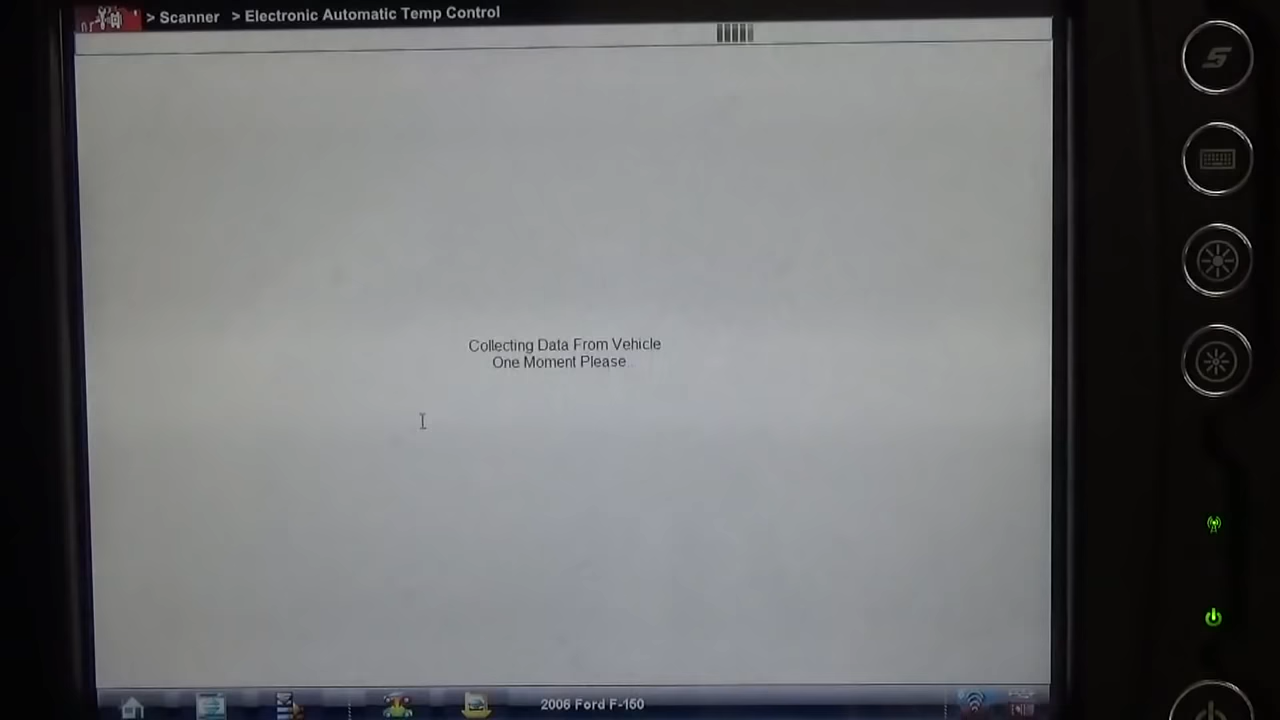 > Scanner > Electronic Automatic Temp Control
Collecting Data From Vehicle
One Moment Please
2006 Ford F-150